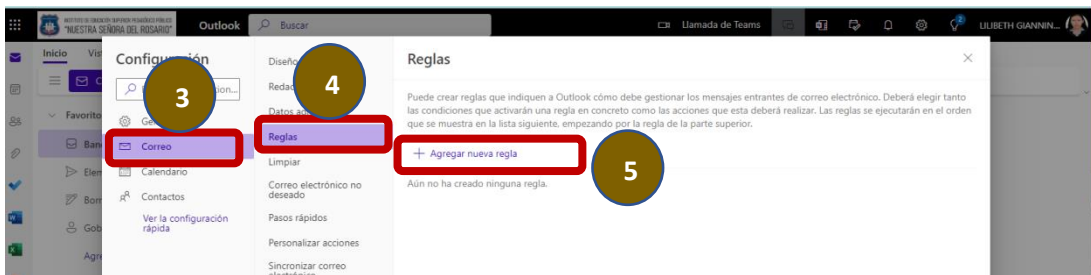 INSTITUTO DE EDUCACIÓN SUPERIOR PEDAGÓGICO PÚBLICO
"NUESTRA SEÑORA DEL ROSARIO"
Outlook
Buscar
Llamada de Teams
LILIBETH GIANNIN...
Inicio
Configuración
Favorito
Correo
Calendario
Contactos
Ver la configuración
rápida
Diseño
Reglas
Limpiar
Correo electrónico no
deseado
Pasos rápidos
Personalizar acciones
Sincronizar correo
Reglas
Puede crear reglas que indiquen a Outlook cómo debe gestionar los mensajes entrantes de correo electrónico. Deberá elegir tanto
las condiciones que activarán una regla en concreto como las acciones que esta deberá realizar. Las reglas se ejecutarán en el orden
que se muestra en la lista siguiente, empezando por la regla de la parte superior.
+ Agregar nueva regla
Aún no ha creado ninguna regla.
3
4
5